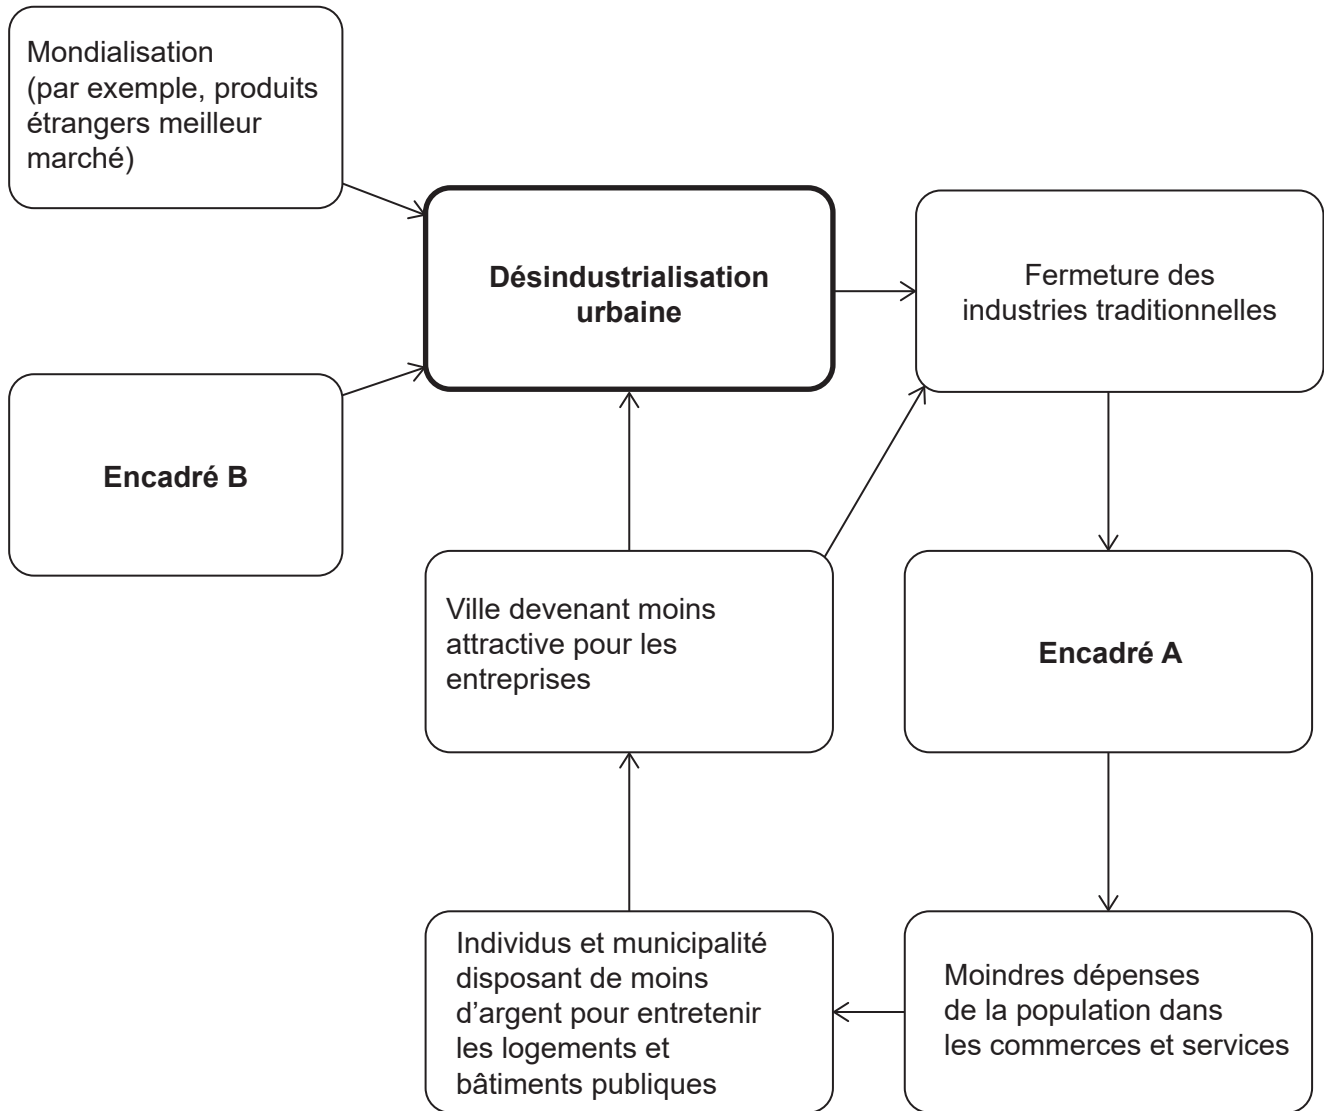 Mondialisation
(par exemple, produits
étrangers meilleur
marché)
Désindustrialisation
urbaine
Fermeture des
industries traditionnelles
Encadré B
Ville devenant moins
attractive pour les
entreprises
Encadré A
Individus et municipalité
disposant de moins
d’argent pour entretenir
les logements et
bâtiments publiques
Moindres dépenses
de la population dans
les commerces et services